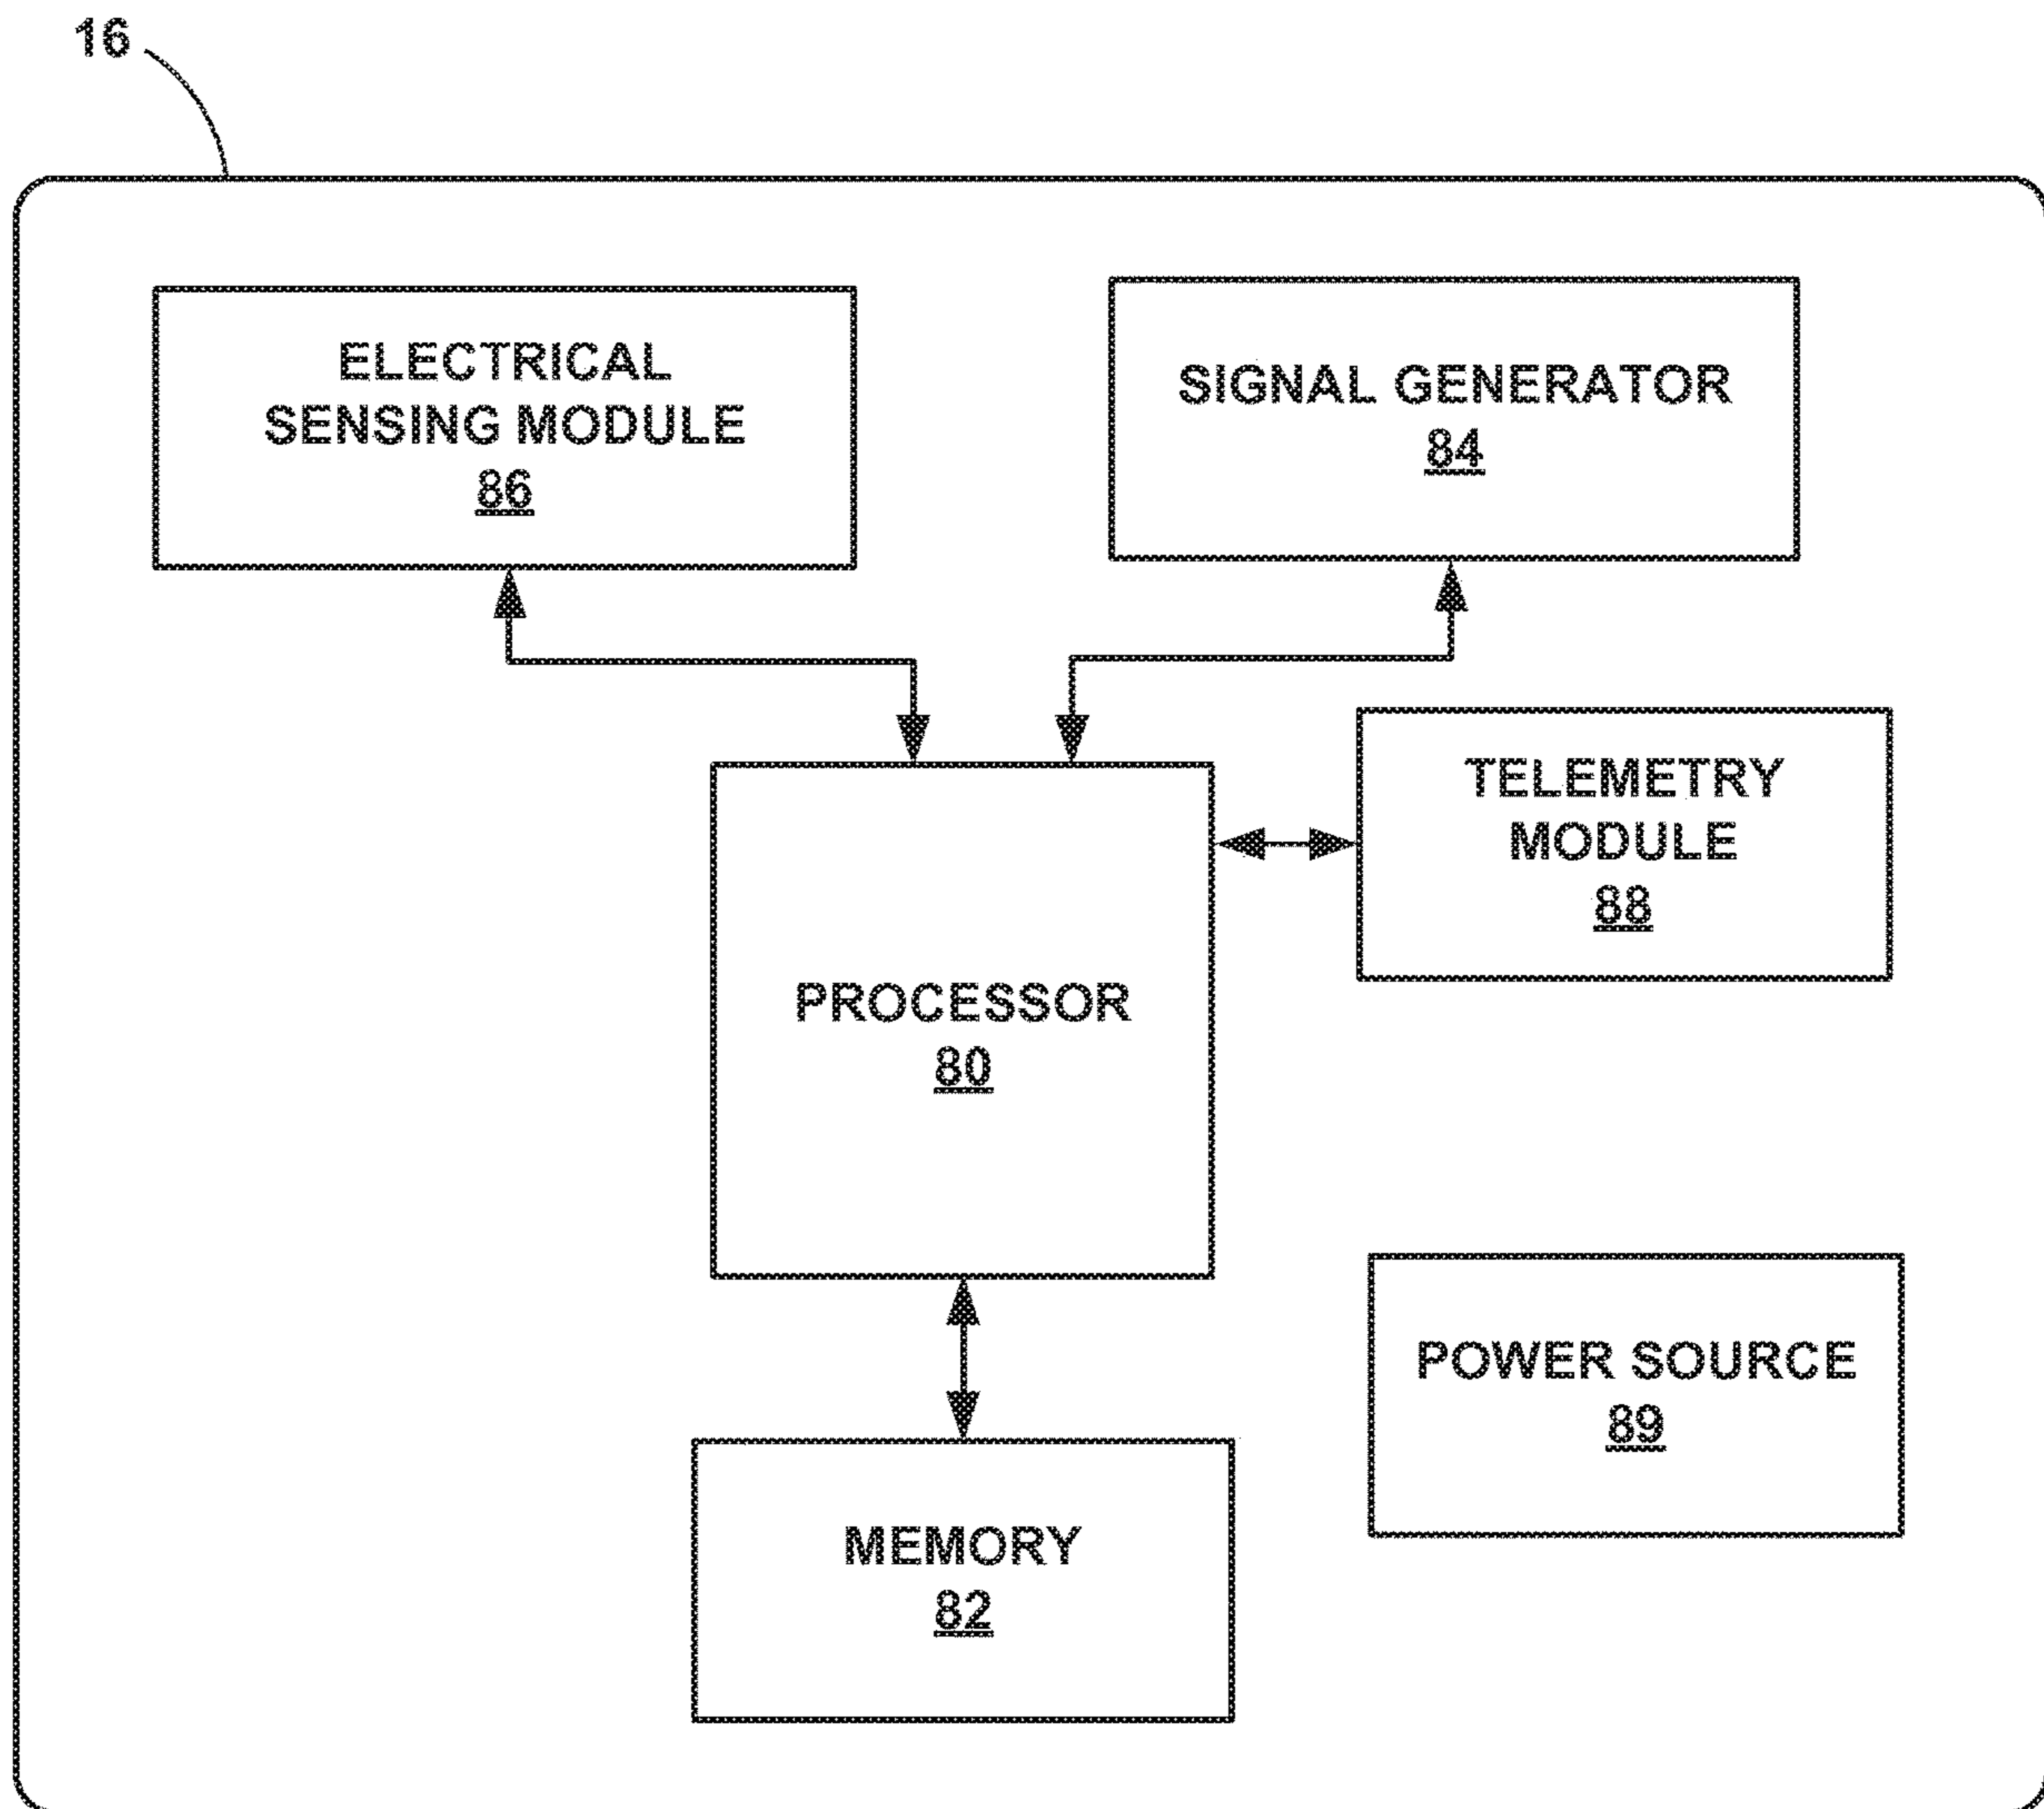 16
ELECTRICAL
SENSING MODULE
86
SIGNAL GENERATOR
84
TELEMETRY
MODULE
88
PROCESSOR
80
POWER SOURCE
89
MEMORY
82